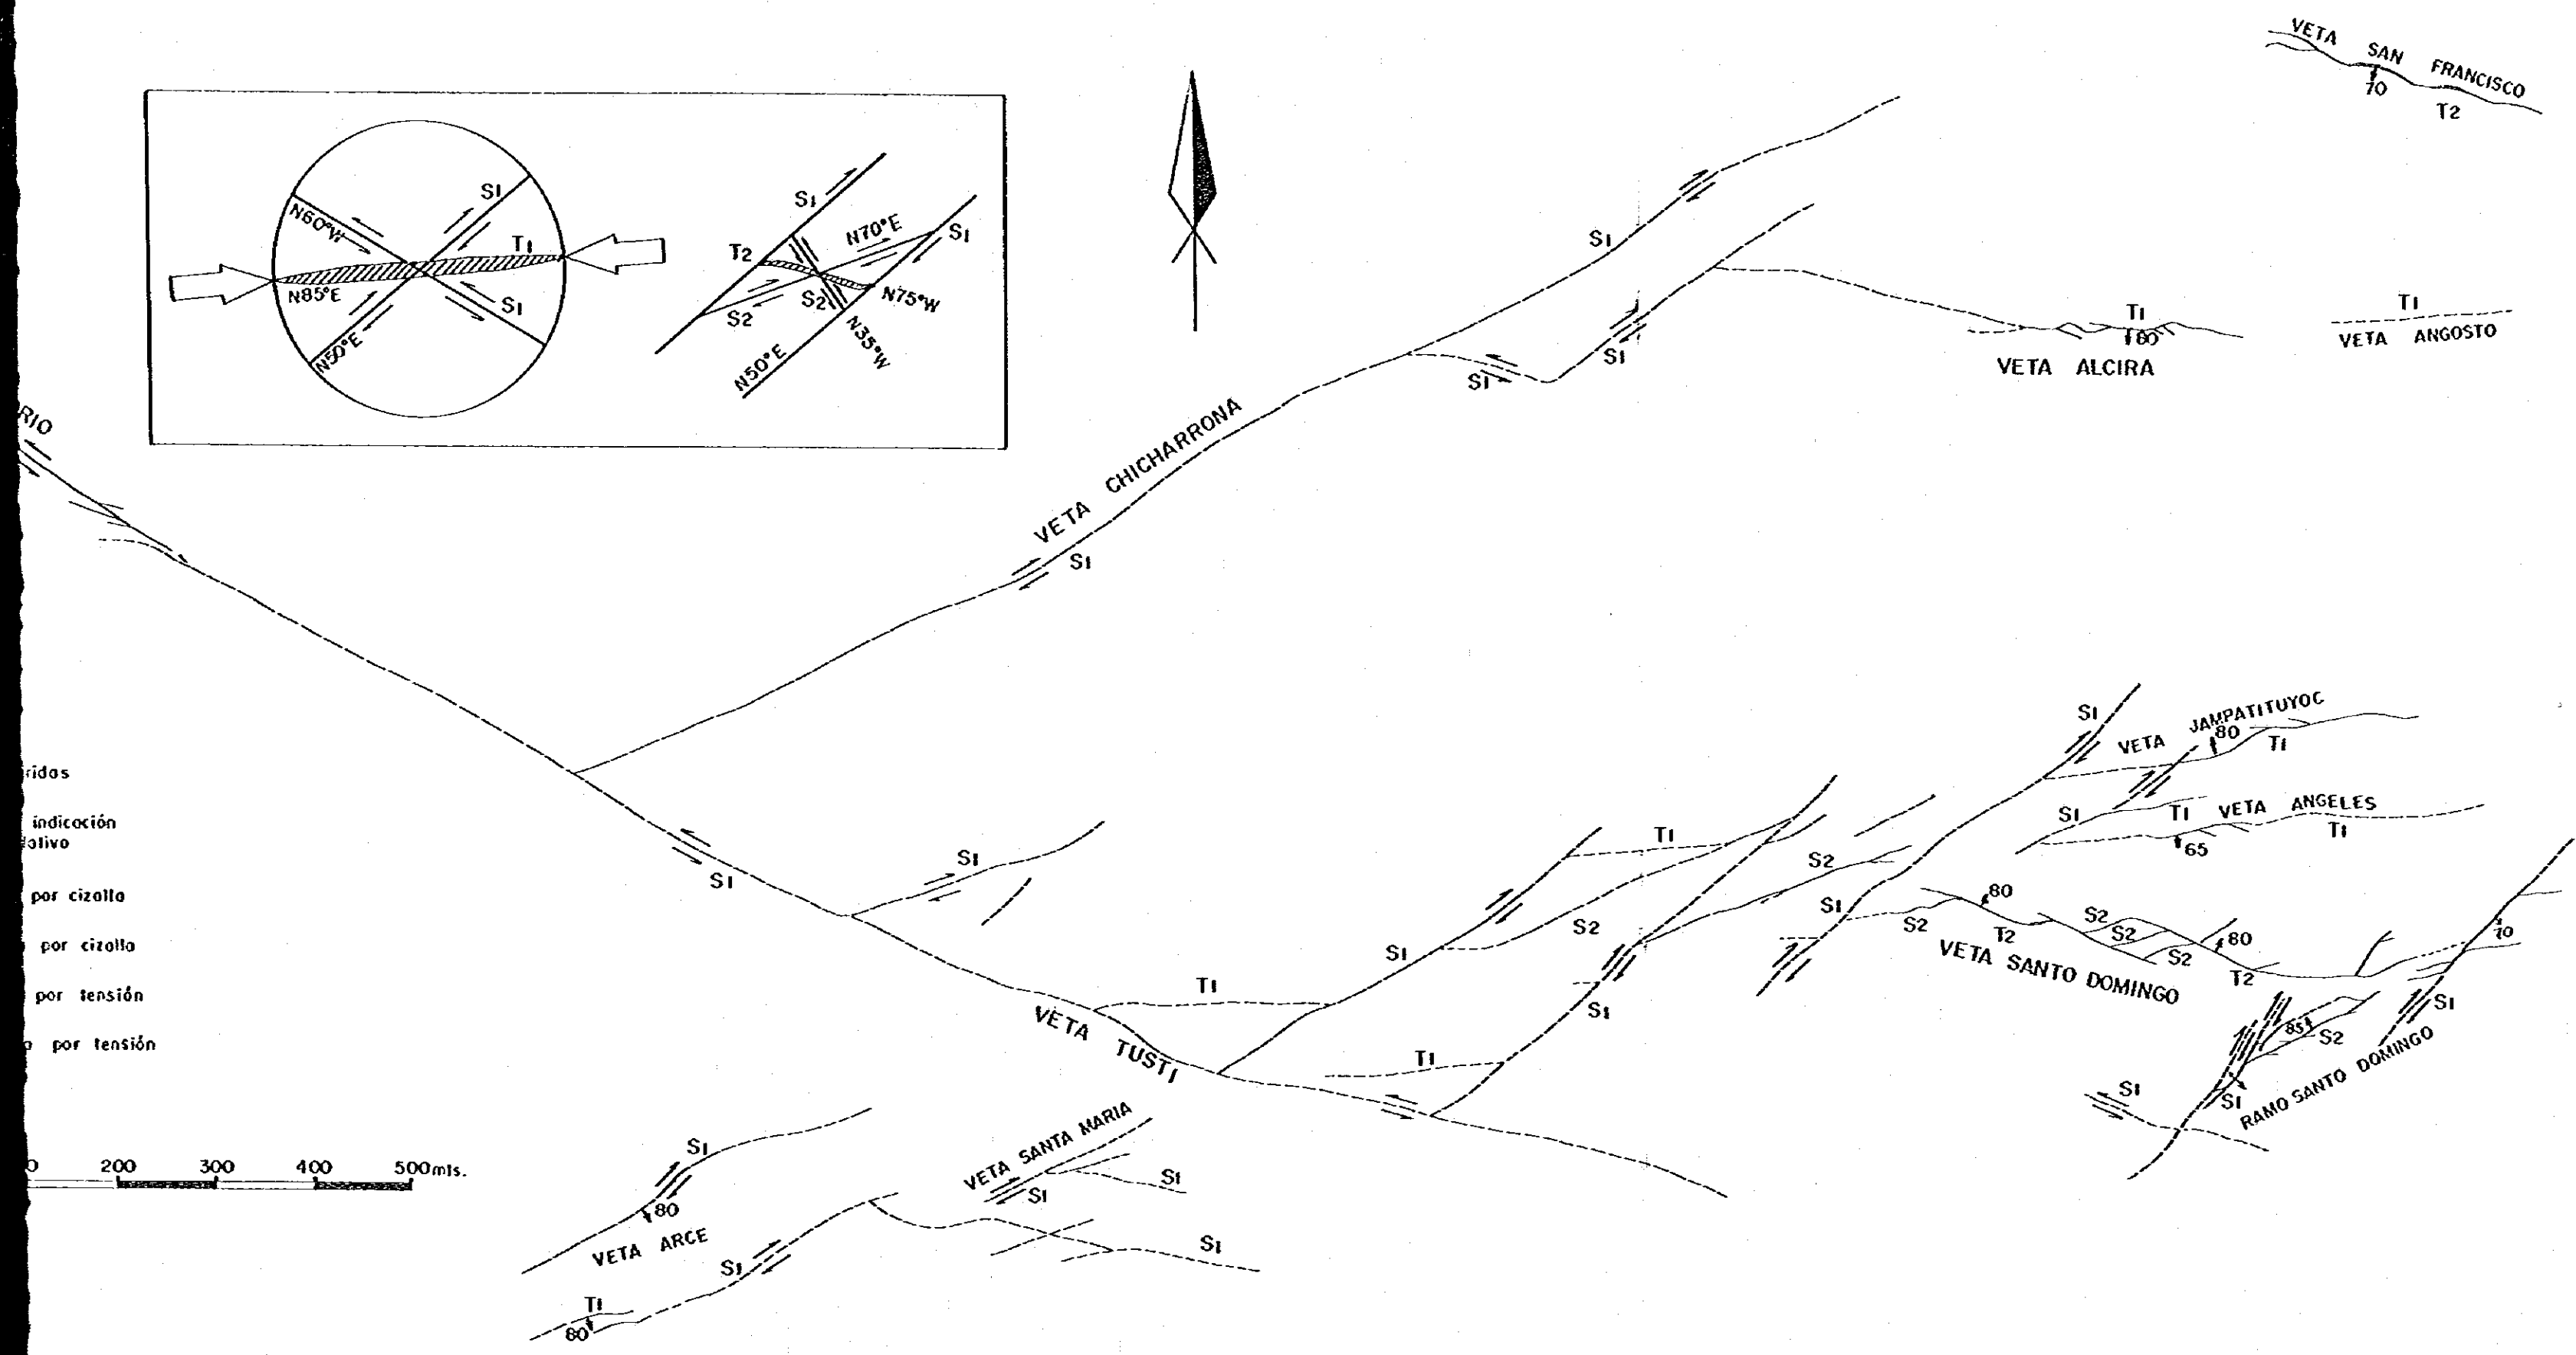 VETA SAN FRANCISCO
70
T2
S1
N60°W
T1
N85°E
S1
N50°E
S1
T2
N70°E
S1
S2
S2
N75°W
N35°W
N50°E
S1
S1
S1
T1
80
VETA ALCIRA
T1
VETA ANGOSTO
RIO
VETA CHICHARRONA
S1
S1
VETA JAMPATITUYOC
80
T1
S1
T1
VETA ANGELES
T1
65
indicación
por cizalla
por cizalla
por tensión
por tensión
S1
S1
T1
S2
S1
S2
S1
S2
80
T2
S2
S2
S2
80
T2
70
VETA SANTO DOMINGO
T1
VETA TUSTI
S1
T1
S1
85
S2
S1
RAMO SANTO DOMINGO
S1
0 200 300 400 500mts.
S1
80
VETA ARCE
VETA SANTA MARIA
S1
S1
S1
S1
T1
80